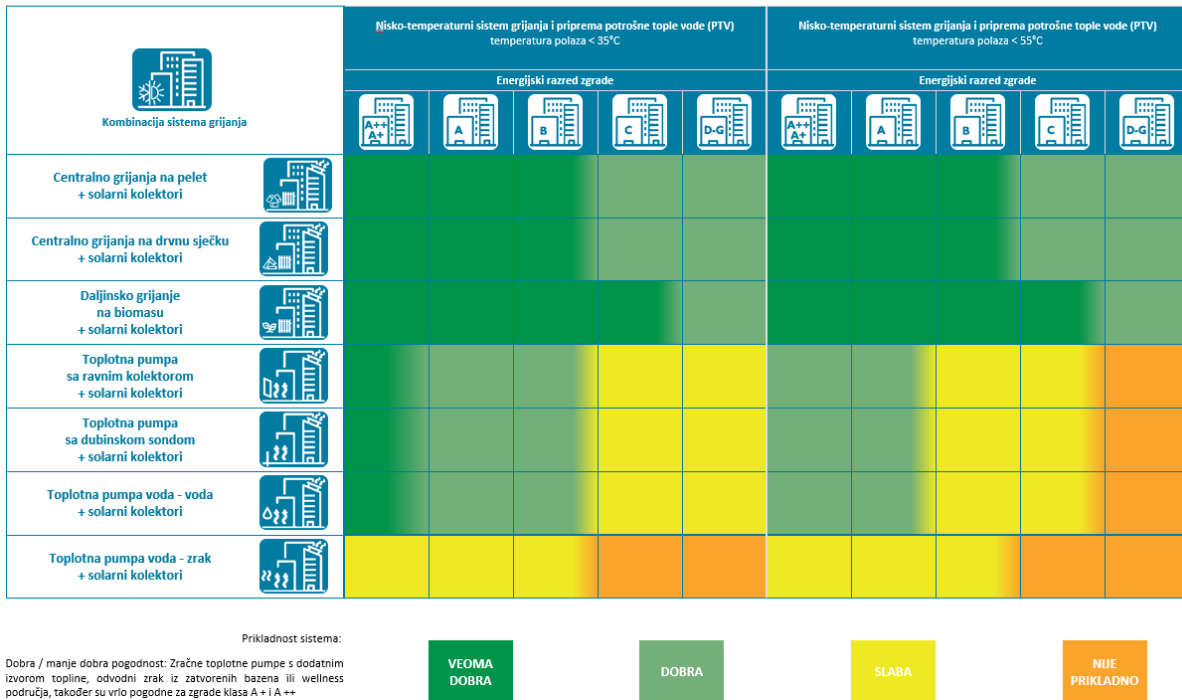 Kombinacija sistema grijanja
Nisko-temperaturni sistem grijanja i priprema potrošne tople vode (PTV)
temperatura polaza < 35°C
Energijski razred zgrade
A++
A+
A
B
C
D-G
Nisko-temperaturni sistem grijanja i priprema potrošne tople vode (PTV)
temperatura polaza < 55°C
Energijski razred zgrade
A++
A+
A
B
C
D-G
Centralno grijanja na pelet
+ solarni kolektori
Centralno grijanja na drvnu sječku
+ solarni kolektori
Daljinsko grijanje
na biomasu
+ solarni kolektori
Toplotna pumpa
sa ravnim kolektorom
+ solarni kolektori
Toplotna pumpa
sa dubinskom sondom
+ solarni kolektori
Toplotna pumpa voda - voda
+ solarni kolektori
Toplotna pumpa voda - zrak
+ solarni kolektori
Prikladnost sistema:
Dobra / manje dobra pogodnost: Zračne toplotne pumpe s dodatnim
izvorom topline, odvodni zrak iz zatvorenih bazena ili wellness
područja, također su vrlo pogodne za zgrade klasa A + i A ++
VEOMA
DOBRA
DOBRA
SLABA
NIJE
PRIKLADNO